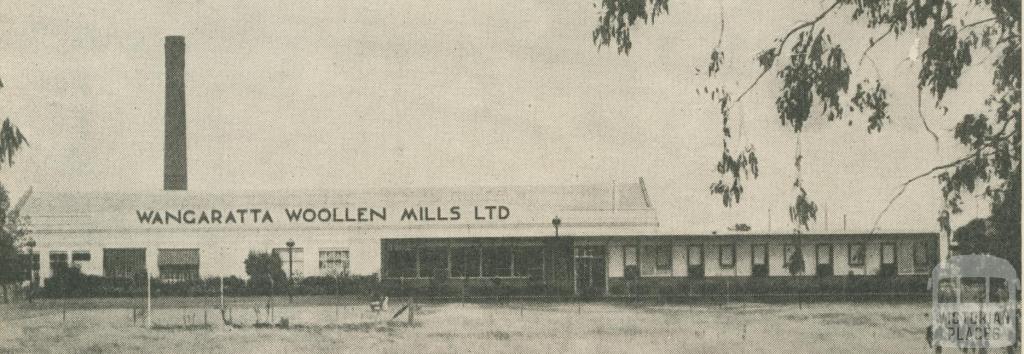 WANGARATTA WOOLLEN MILLS LTD
VICTORIAN
PLACES